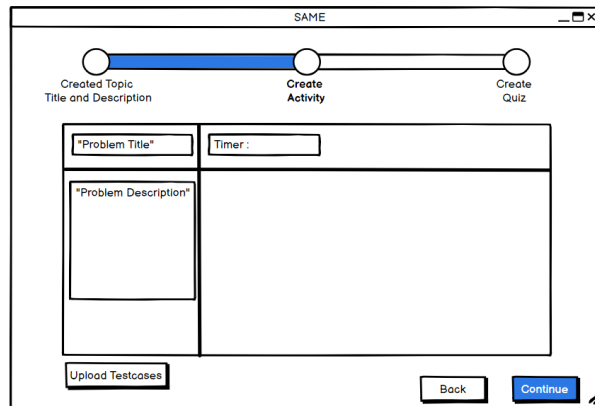 SAME
Created Topic
Title and Description
Create
Activity
Create
Quiz
"Problem Title"
Timer :
"Problem Description"
Upload Testcases
Back
Continue